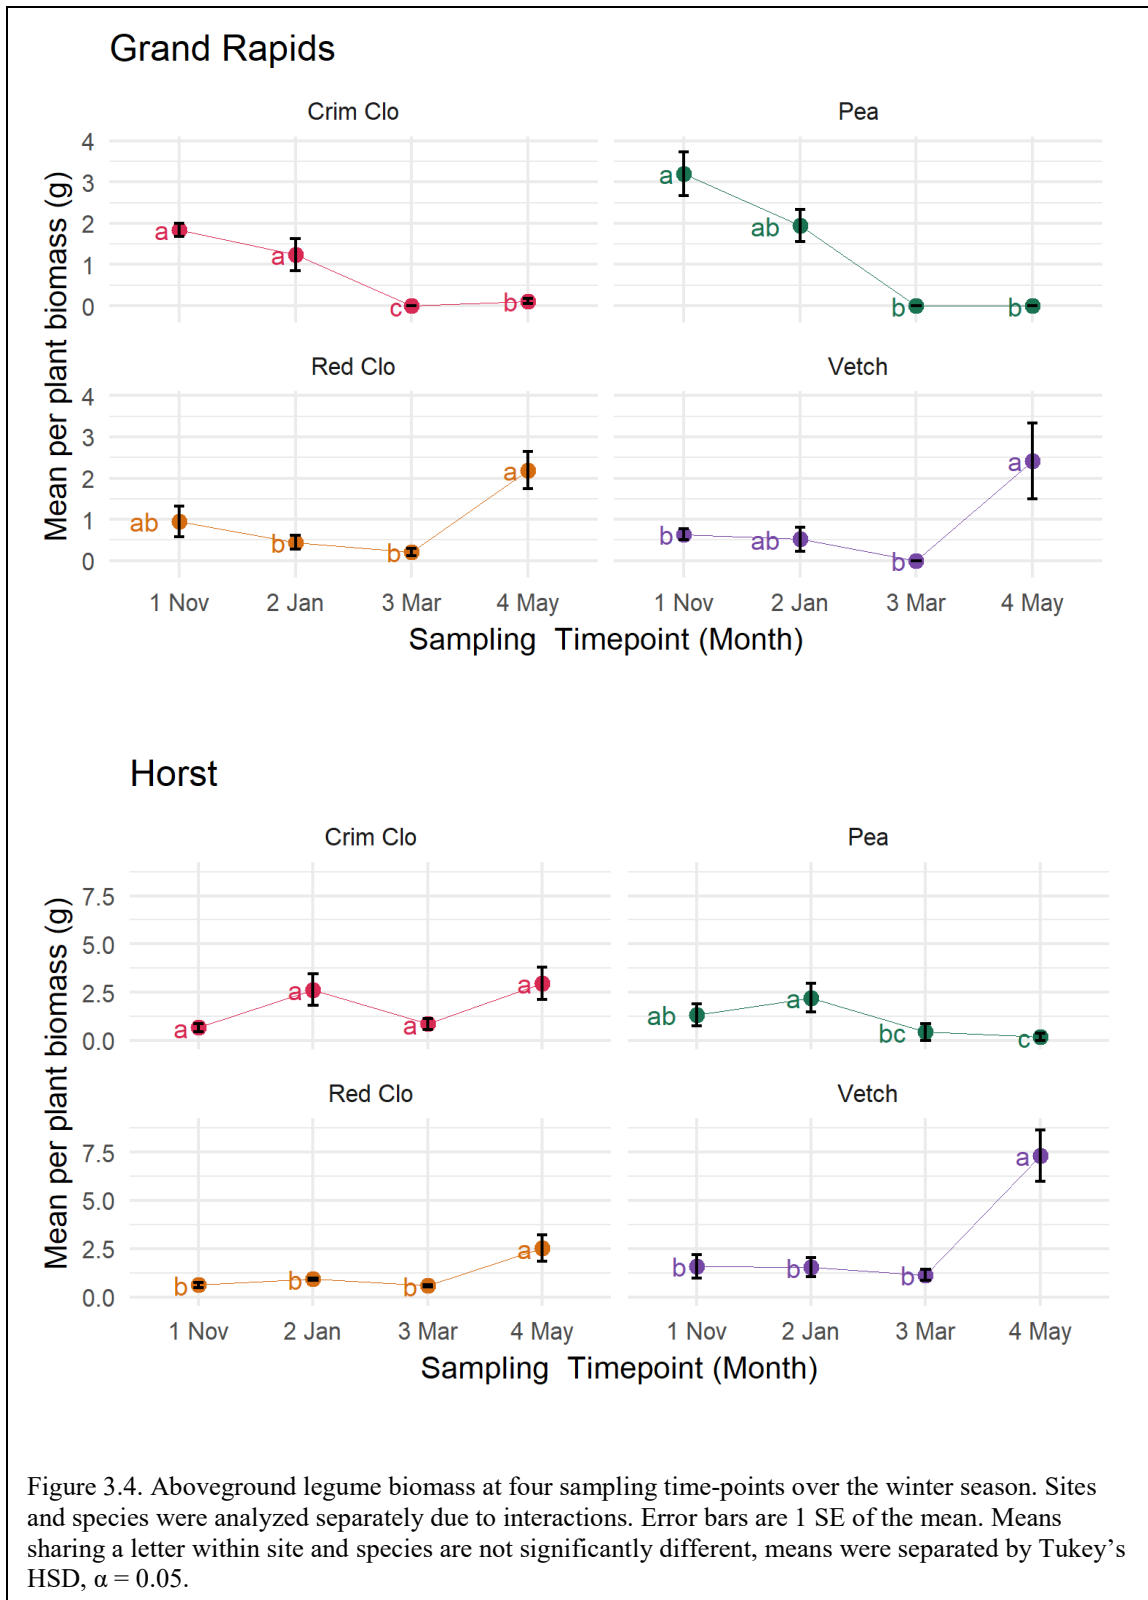 Grand Rapids
Crim Clo
Pea
Mean per plant biomass (g)
4
3
2
1
0
a
a
c
b
a
ab
b
b
Red Clo
Vetch
4
3
2
1
0
ab
b
b
a
b
ab
b
a
1 Nov 2 Jan 3 Mar 4 May
1 Nov 2 Jan 3 Mar 4 May
Sampling Timepoint (Month)
Horst
Crim Clo
Pea
Mean per plant biomass (g)
7.5
5.0
2.5
0.0
a
a
a
a
ab
a
bc
c
Red Clo
Vetch
7.5
5.0
2.5
0.0
b
b
b
a
b
b
b
a
1 Nov 2 Jan 3 Mar 4 May
1 Nov 2 Jan 3 Mar 4 May
Sampling Timepoint (Month)
Figure 3.4. Aboveground legume biomass at four sampling time-points over the winter season. Sites
and species were analyzed separately due to interactions. Error bars are 1 SE of the mean. Means
sharing a letter within site and species are not significantly different, means were separated by Tukey’s
HSD, α = 0.05.